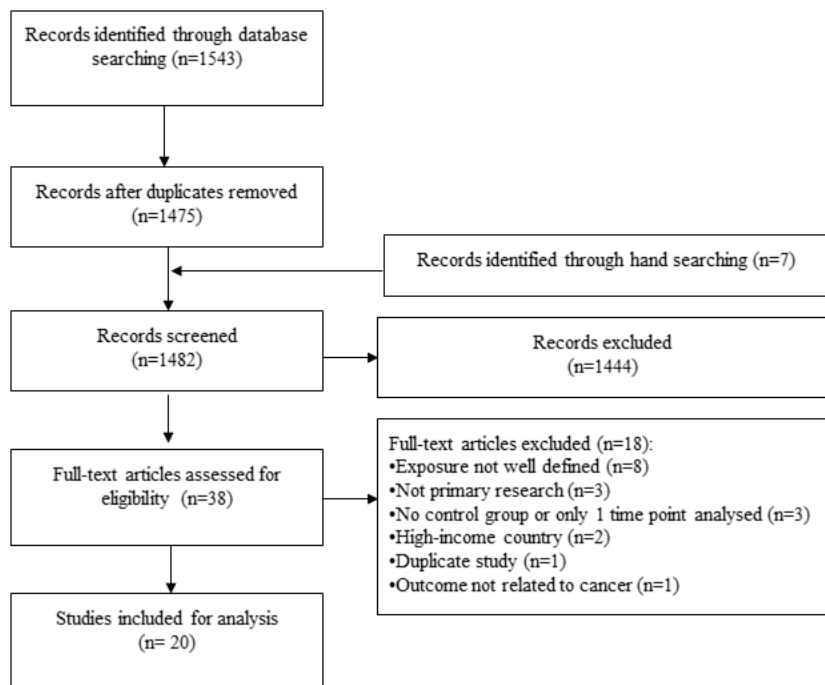 Records identified through database
searching (n=1543)
Records after duplicates removed
(n=1475)
Records identified through hand searching (n=7)
Records screened
(n=1482)
Records excluded
(n=1444)
Full-text articles assessed for
eligibility (n=38)
Full-text articles excluded (n=18):
•Exposure not well defined (n=8)
•Not primary research (n=3)
•No control group or only 1 time point analysed (n=3)
•High-income country (n=2)
•Duplicate study (n=1)
•Outcome not related to cancer (n=1)
Studies included for analysis
(n= 20)